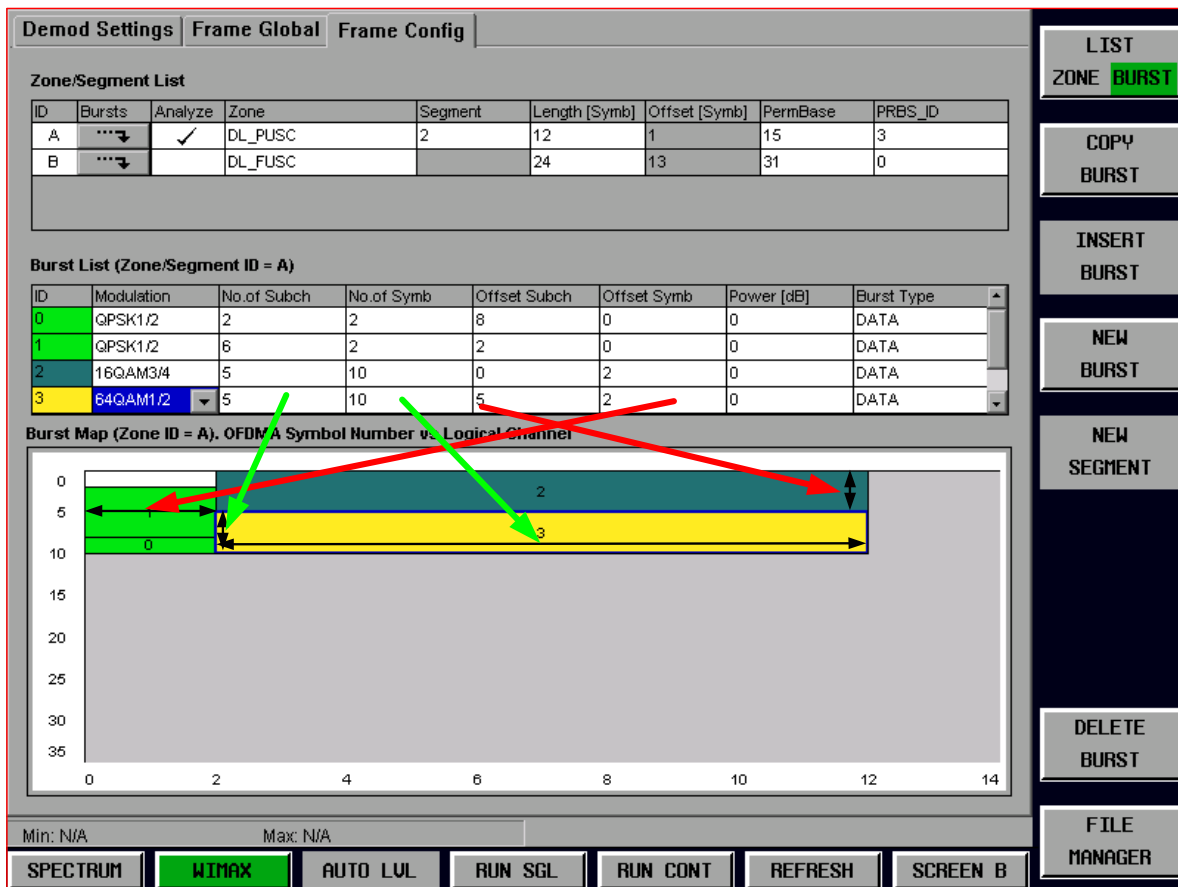 Demod Settings Frame Global Frame Config
Zone/Segment List
ID Bursts Analyze Zone Segment Length [Symb] Offset [Symb] PermBase PRBS_ID
A DL_PUSC 2 12 1 15 3
B DL_FUSC 24 13 31 0
Burst List (Zone/Segment ID = A)
ID Modulation No.of Subch No.of Symb Offset Subch Offset Symb Power [dB] Burst Type
0 QPSK1/2 2 2 8 0 0 DATA
1 QPSK1/2 6 2 2 0 0 DATA
2 16QAM3/4 5 10 0 2 0 DATA
3 64QAM1/2 5 10 5 2 0 DATA
Burst Map (Zone ID = A). OFDMA Symbol Number vs Logical Channel
0
2
5
1
3
0
10
15
20
25
30
35
0 2 4 6 8 10 12 14
Min: N/A Max: N/A
SPECTRUM WIMAX AUTO LVL RUN SGL RUN CONT REFRESH SCREEN B
LIST
ZONE BURST
COPY
BURST
INSERT
BURST
NEW
BURST
NEW
SEGMENT
DELETE
BURST
FILE
MANAGER